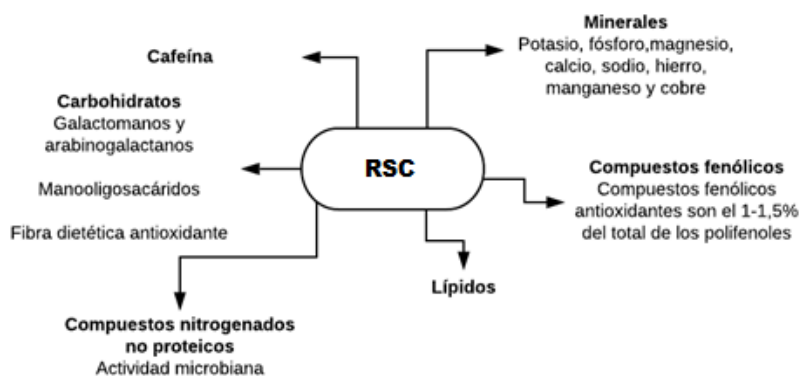 Minerales
Potasio, fósforo,magnesio,
calcio, sodio, hierro,
manganeso y cobre
Cafeína
Carbohidratos
Galactomanos y
arabinogalactanos
Manooligosacáridos
Fibra dietética antioxidante
RSC
Compuestos fenólicos
Compuestos fenólicos
antioxidantes son el 1-1,5%
del total de los polifenoles
Lípidos
Compuestos nitrogenados
no proteicos
Actividad microbiana